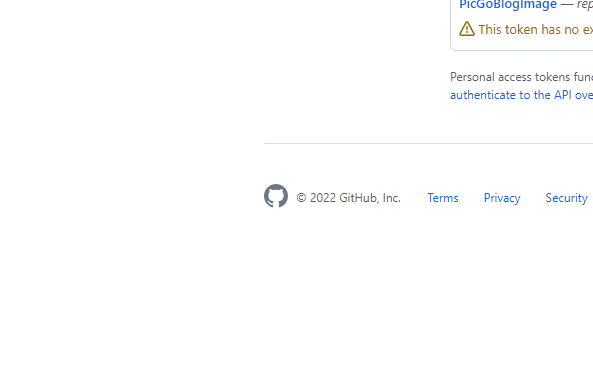 PicGoBlogImage — rep
This token has no ex
Personal access tokens func
authenticate to the API ove
© 2022 GitHub, Inc. Terms Privacy Security